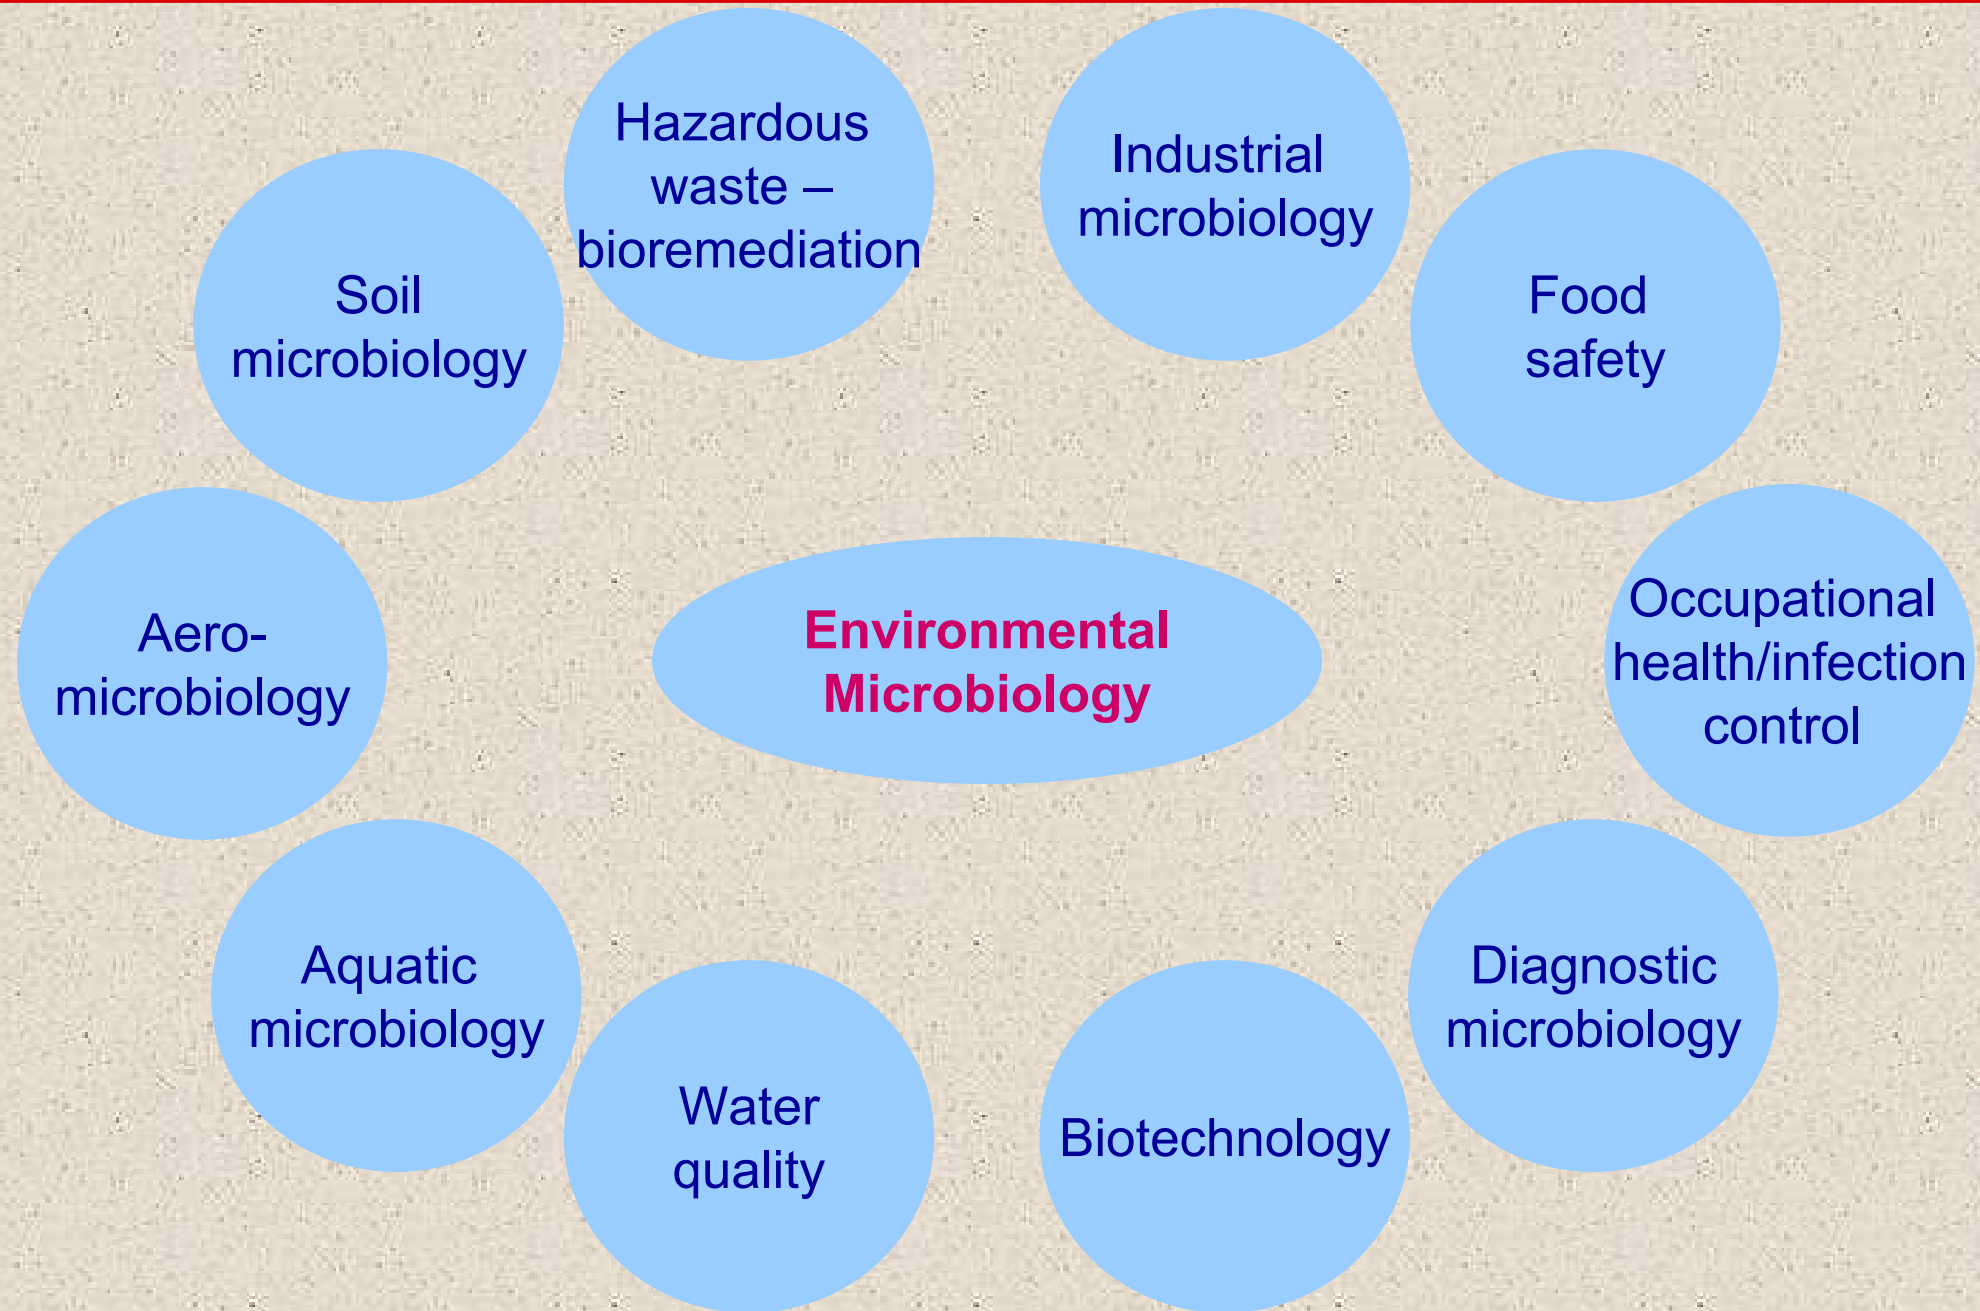 Hazardous
waste –
bioremediation
Industrial
microbiology
Soil
microbiology
Food
safety
Aero-
microbiology
Environmental
Microbiology
Occupational
health/infection
control
Aquatic
microbiology
Diagnostic
microbiology
Water
quality
Biotechnology